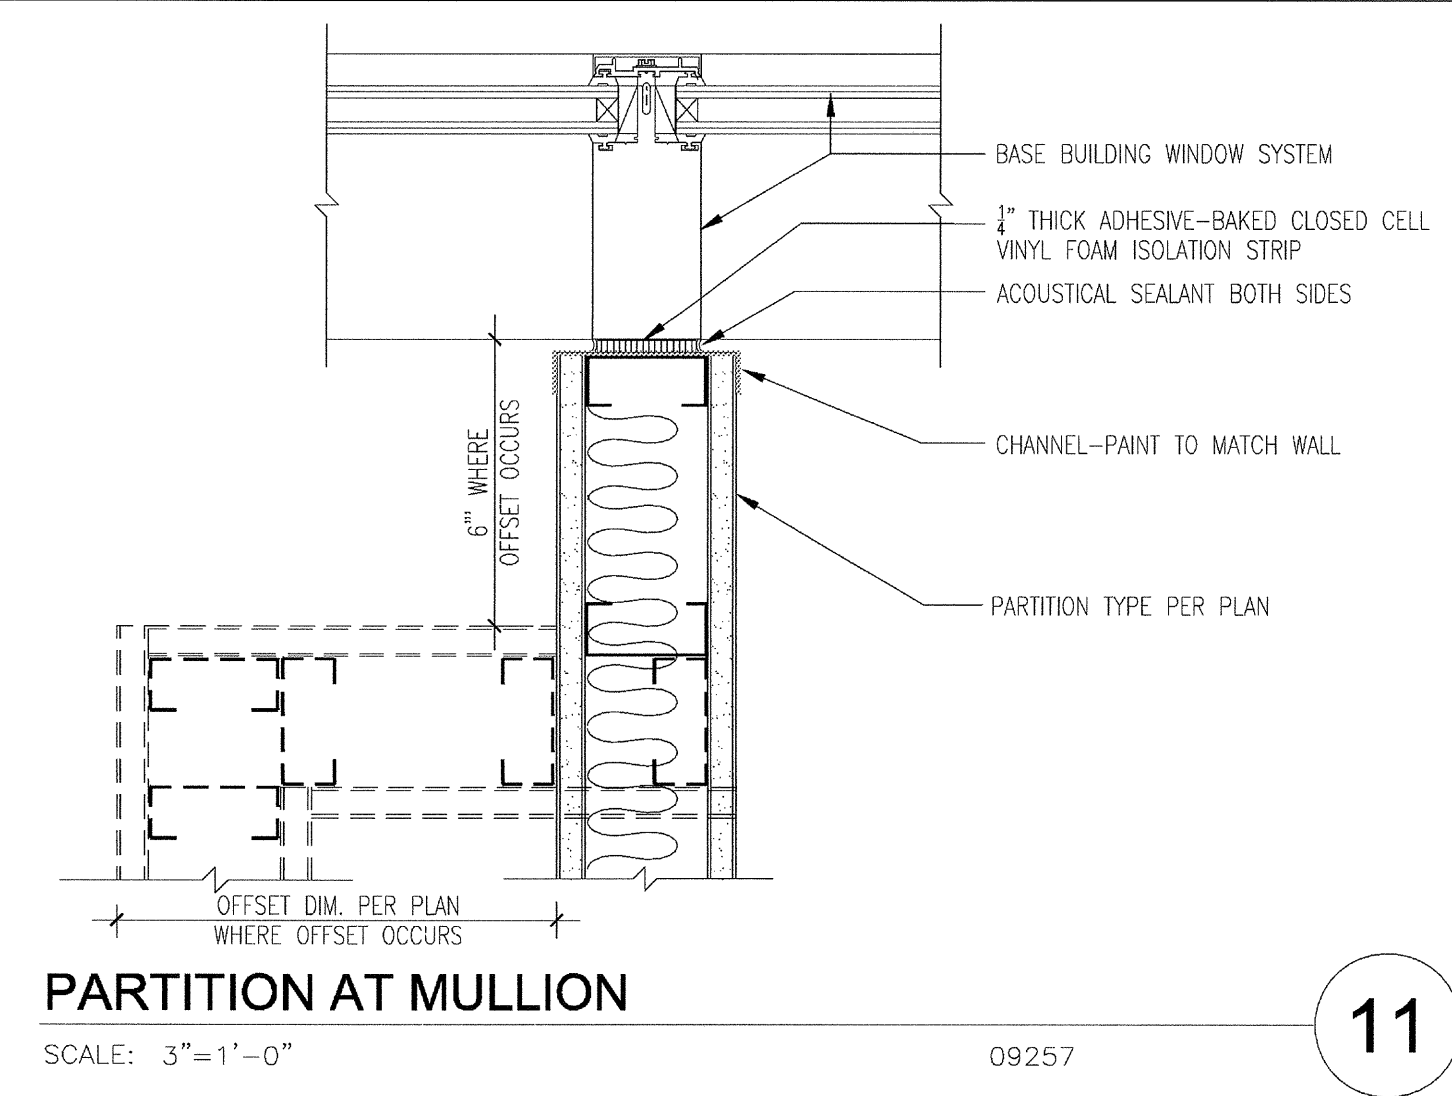 BASE BUILDING WINDOW SYSTEM
1/4" THICK ADHESIVE-BAKED CLOSED CELL
VINYL FOAM ISOLATION STRIP
ACOUSTICAL SEALANT BOTH SIDES
CHANNEL-PAINT TO MATCH WALL
PARTITION TYPE PER PLAN
6"' WHERE
OFFSET OCCURS
OFFSET DIM. PER PLAN
WHERE OFFSET OCCURS
PARTITION AT MULLION
11
SCALE: 3"=1'-0"
09257